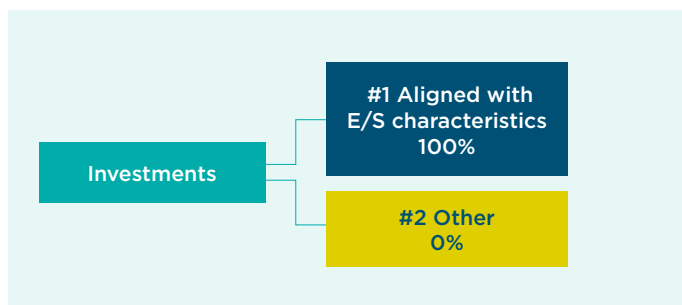 Investments
#1 Aligned with
E/S characteristics
100%
#2 Other
0%